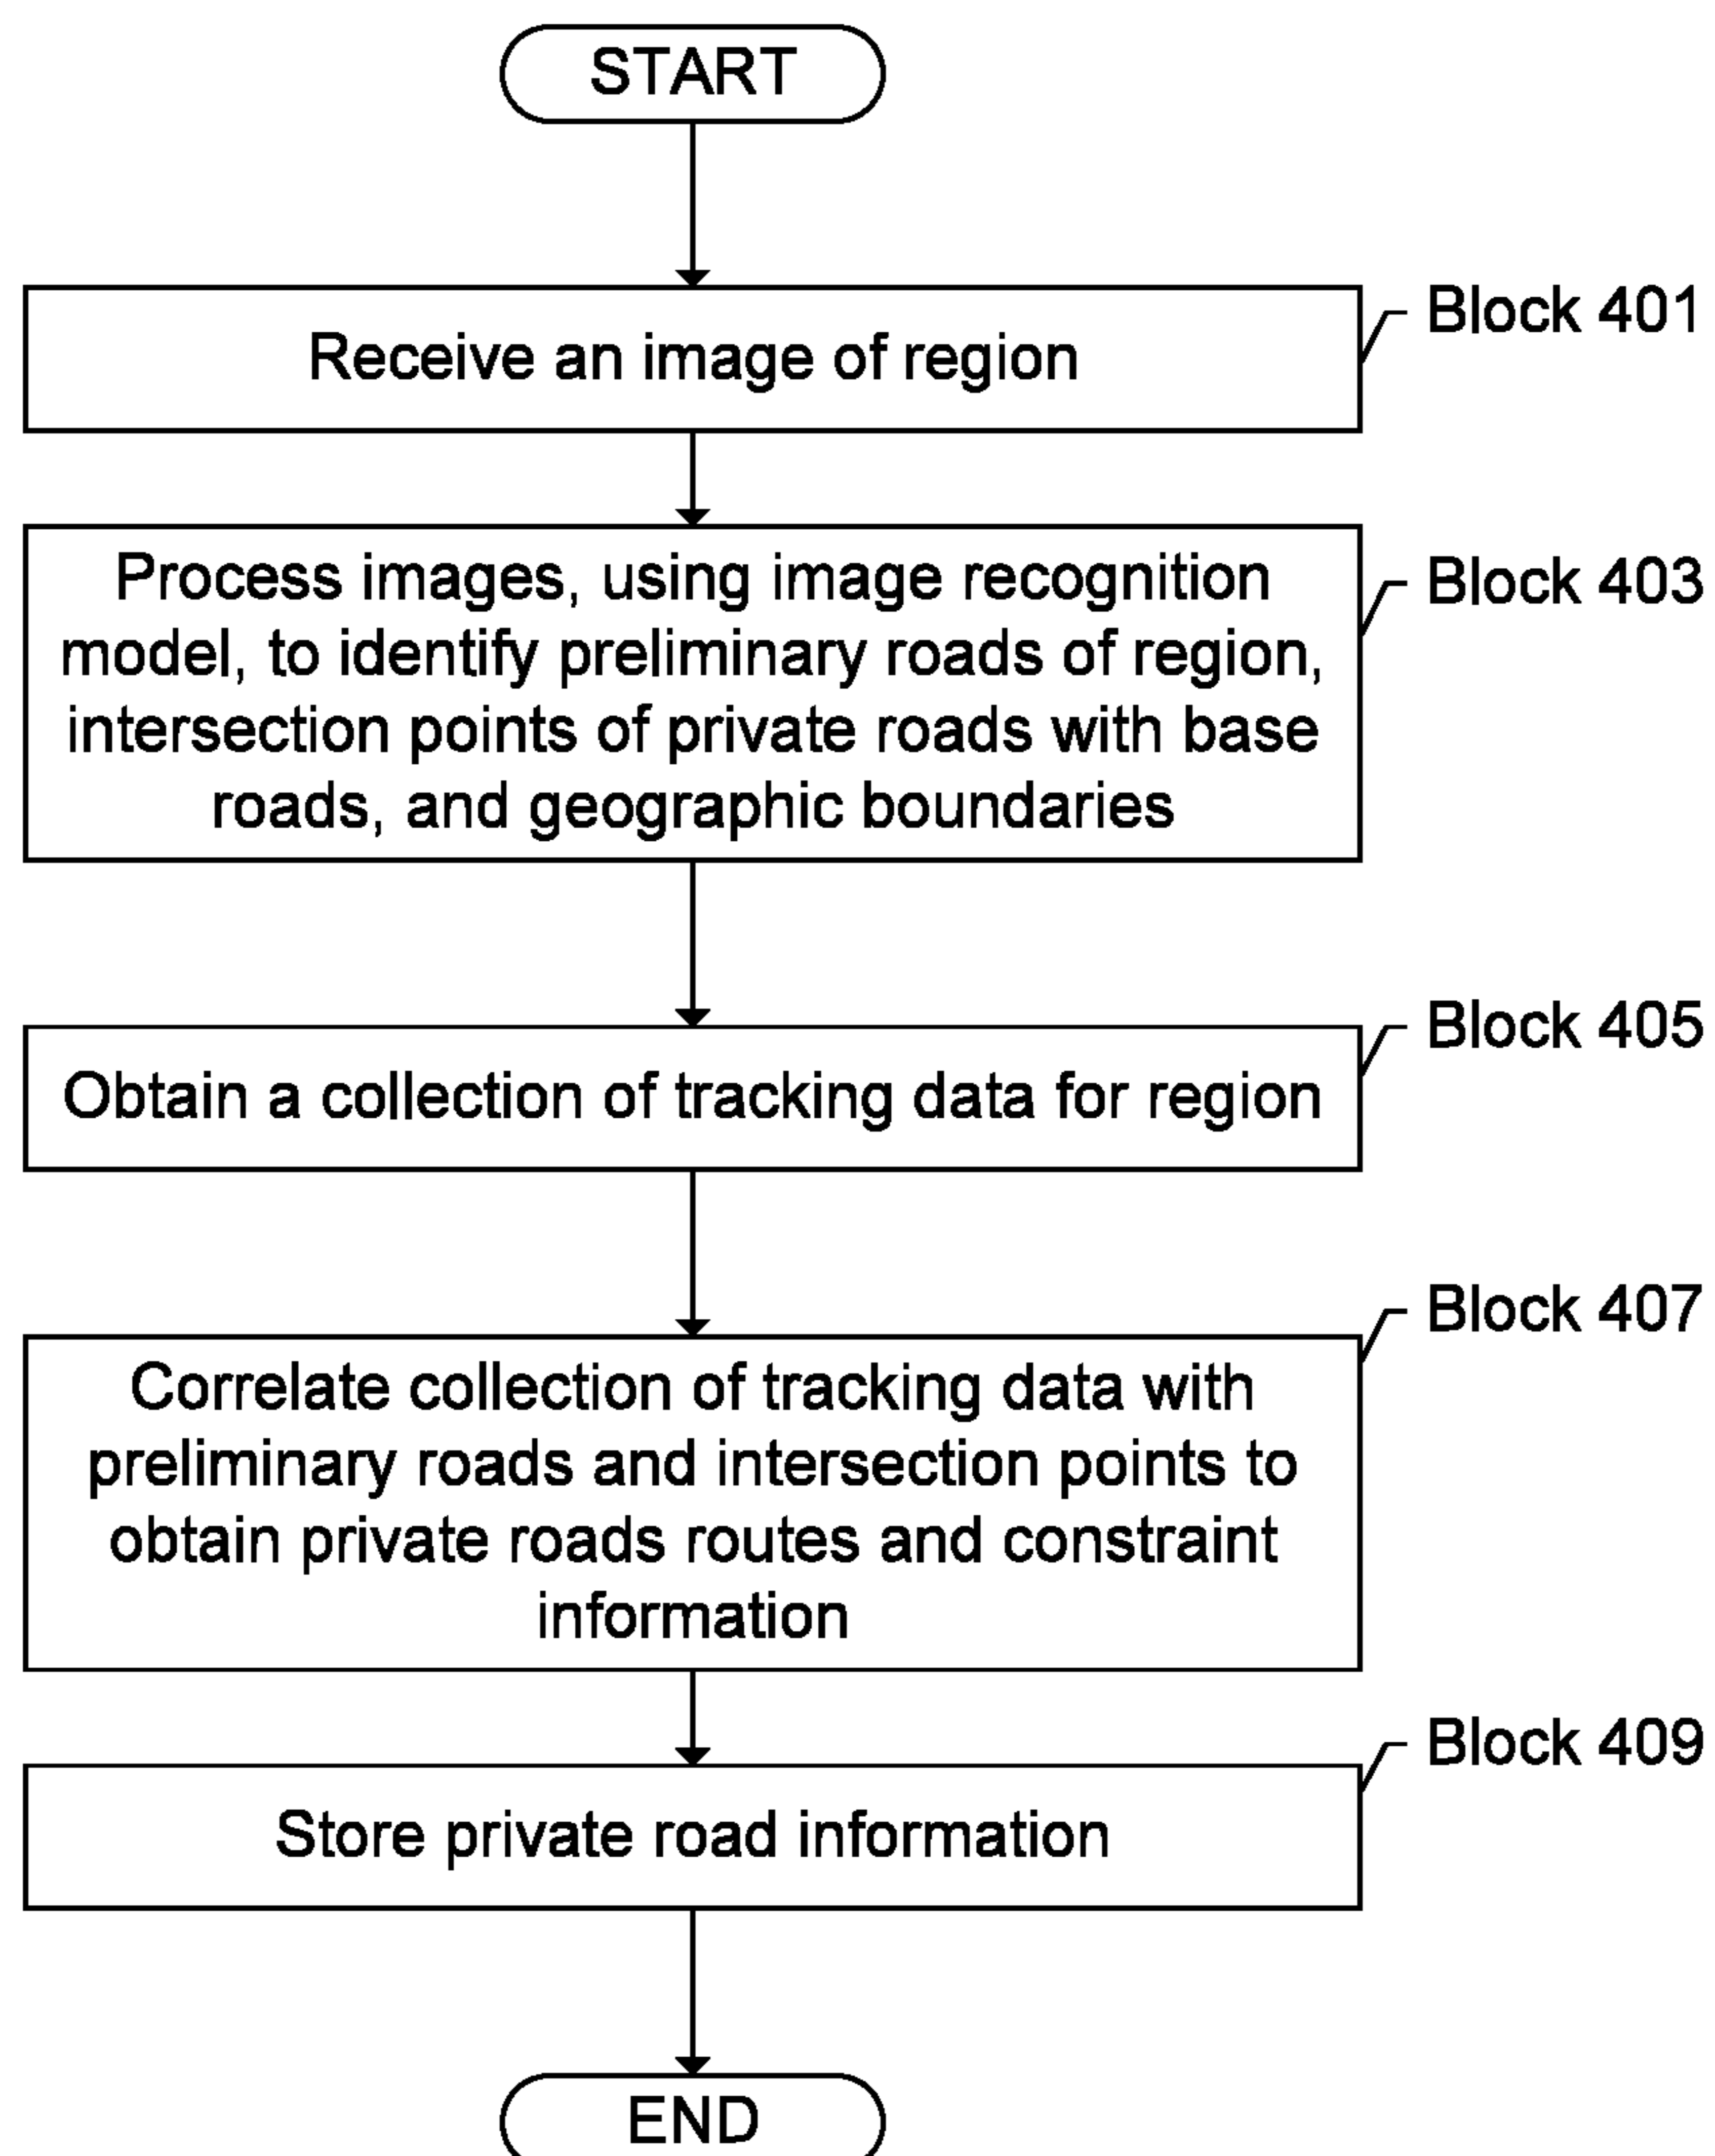 START
Block 401
Receive an image of region
Block 403
Process images, using image recognition
model, to identify preliminary roads of region,
intersection points of private roads with base
roads, and geographic boundaries
Block 405
Obtain a collection of tracking data for region
Block 407
Correlate collection of tracking data with
preliminary roads and intersection points to
obtain private roads routes and constraint
information
Block 409
Store private road information
END